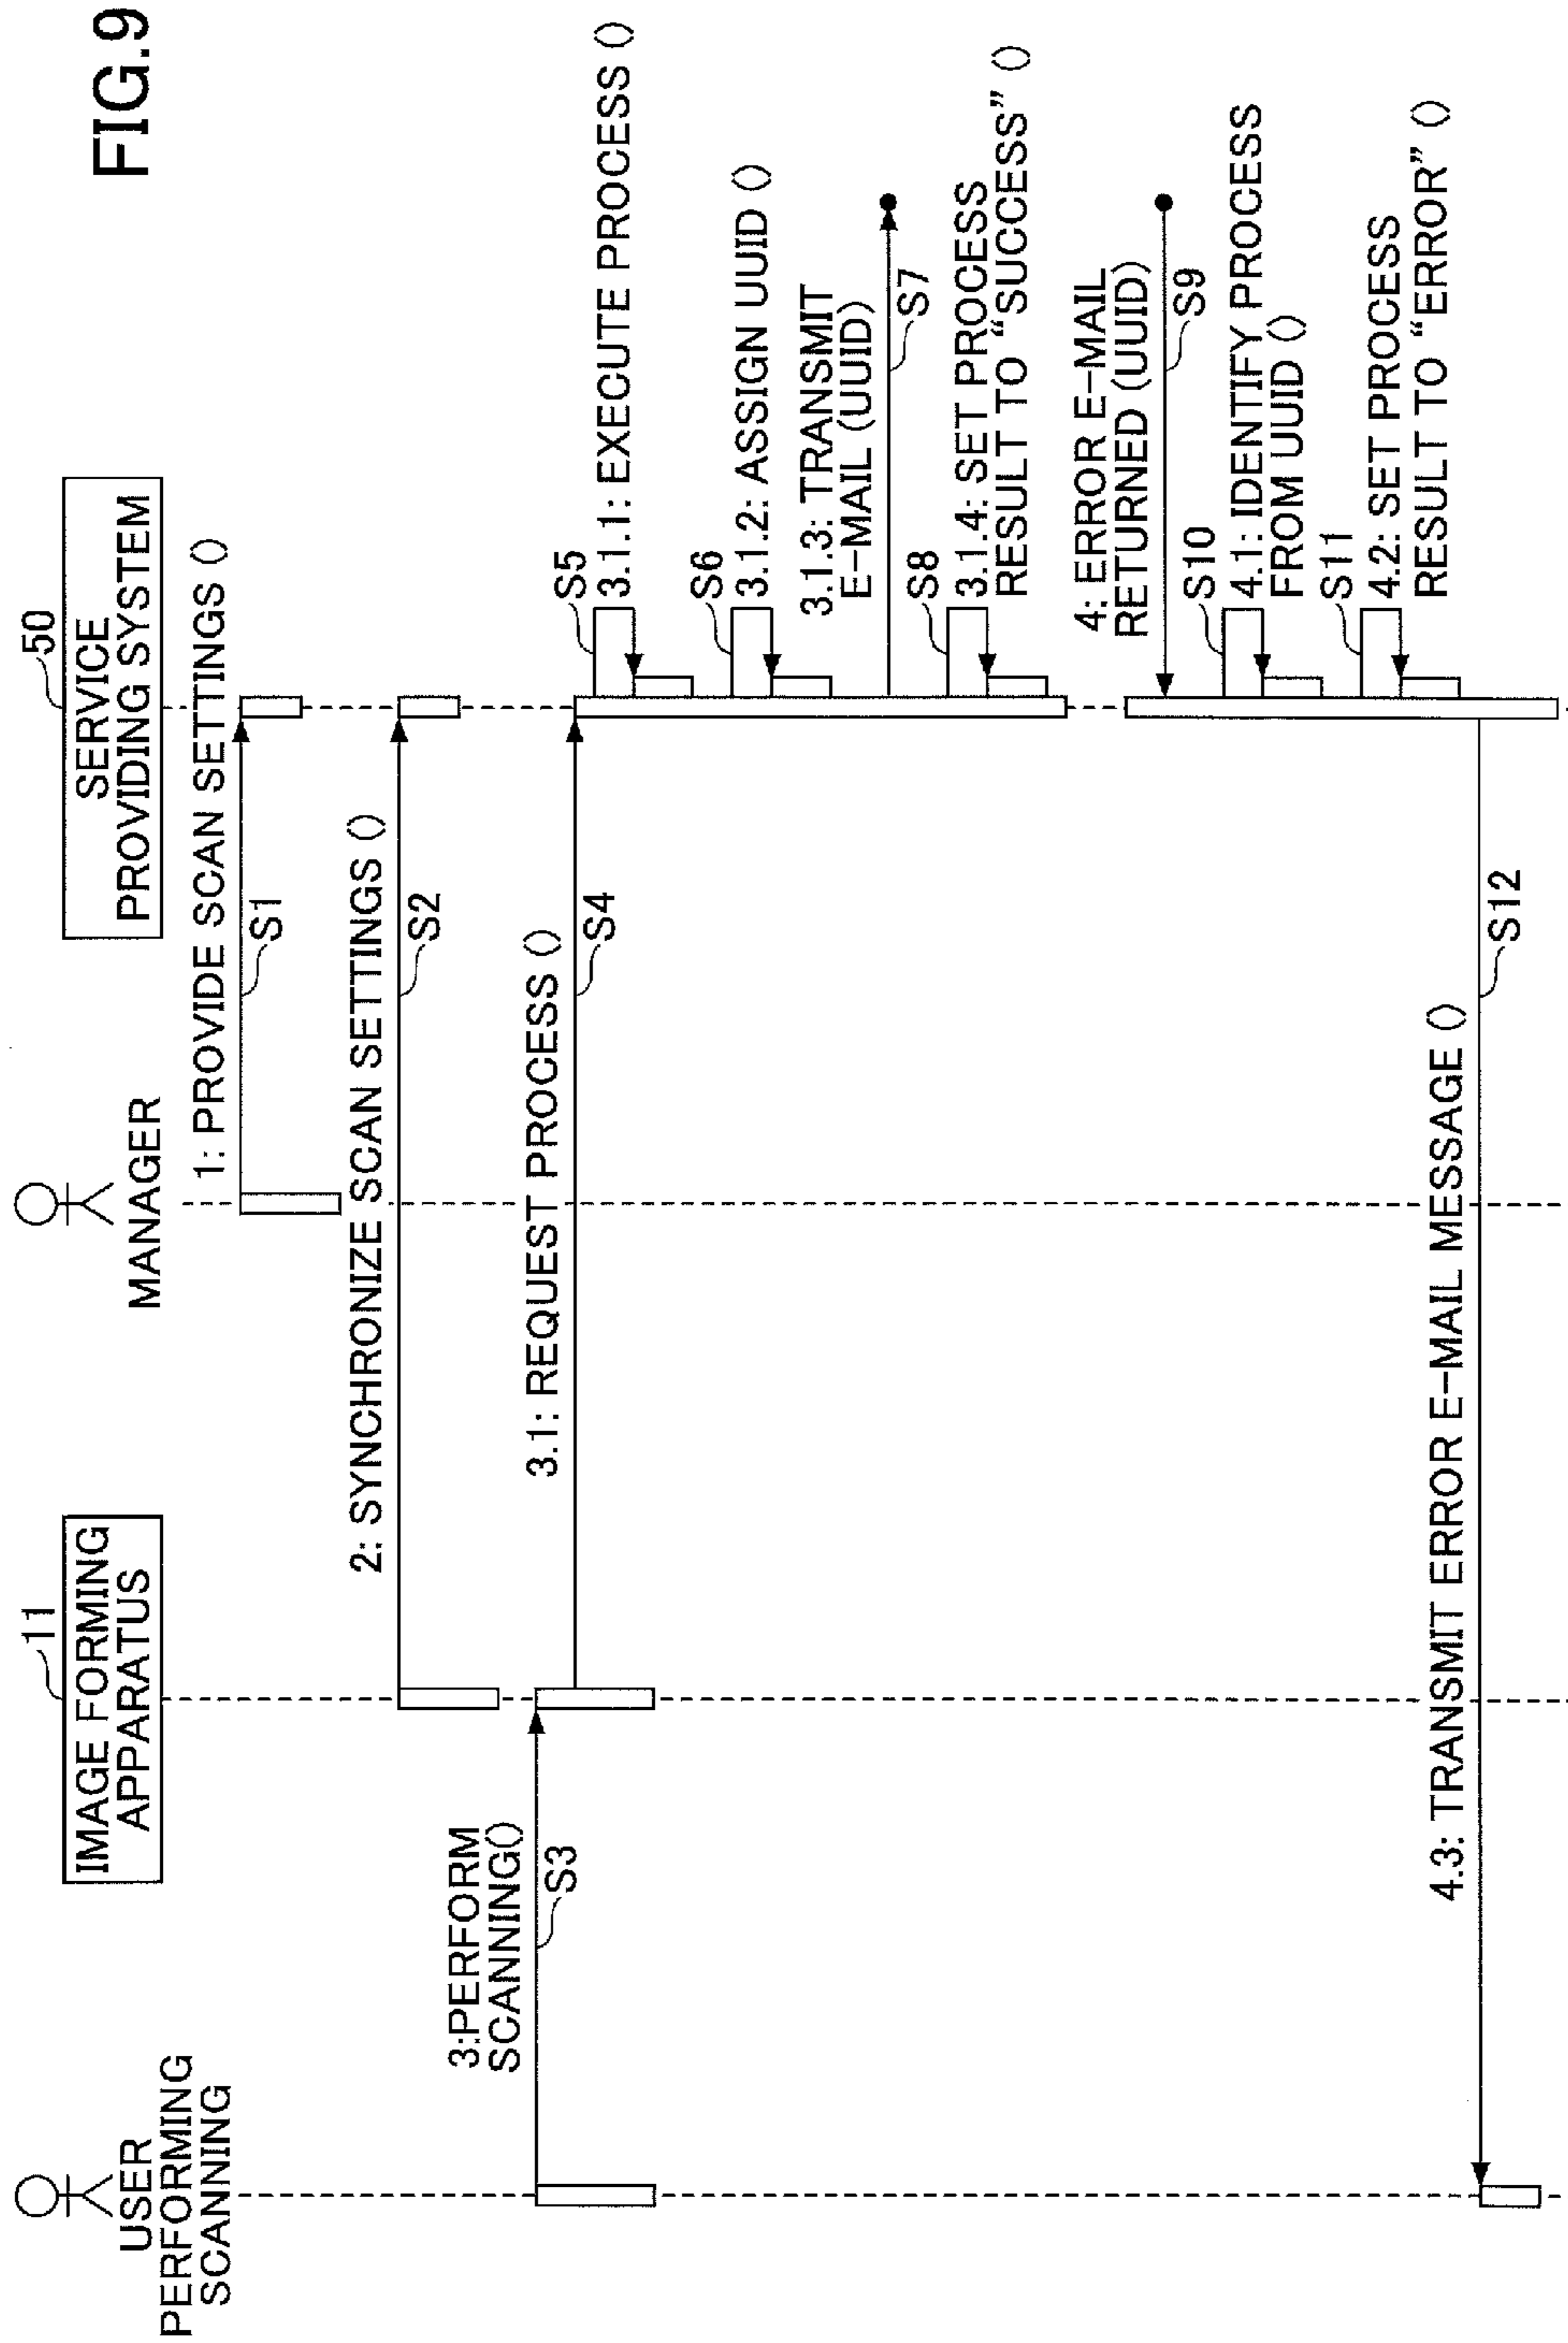 FIG.9
USER
PERFORMING
SCANNING
11
IMAGE FORMING
APPARATUS
MANAGER
50
SERVICE
PROVIDING SYSTEM
1: PROVIDE SCAN SETTINGS ()
S1
2: SYNCHRONIZE SCAN SETTINGS ()
S2
3:PERFORM
SCANNING()
S3
3.1: REQUEST PROCESS ()
S4
S5
3.1.1: EXECUTE PROCESS ()
S6
3.1.2: ASSIGN UUID ()
3.1.3: TRANSMIT
E-MAIL (UUID)
S7
S8
3.1.4: SET PROCESS
RESULT TO “SUCCESS” ()
4: ERROR E-MAIL
RETURNED (UUID)
S9
S10
4.1: IDENTIFY PROCESS
FROM UUID ()
S11
4.2: SET PROCESS
RESULT TO “ERROR” ()
4.3: TRANSMIT ERROR E-MAIL MESSAGE ()
S12